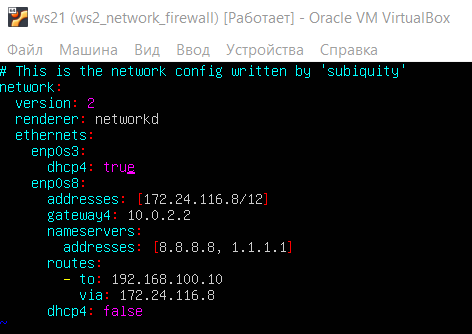 ws21 (ws2_network_firewall) [Работает] - Oracle VM VirtualBox
Файл Машина Вид Ввод Устройства Справка
# This is the network config written by 'subiquity'
network:
  version: 2
  renderer: networkd
  ethernets:
    enp0s3:
      dhcp4: true
    enp0s8:
      addresses: [172.24.116.8/12]
      gateway4: 10.0.2.2
      nameservers:
        addresses: [8.8.8.8, 1.1.1.1]
      routes:
        - to: 192.168.100.10
          via: 172.24.116.8
      dhcp4: false
~